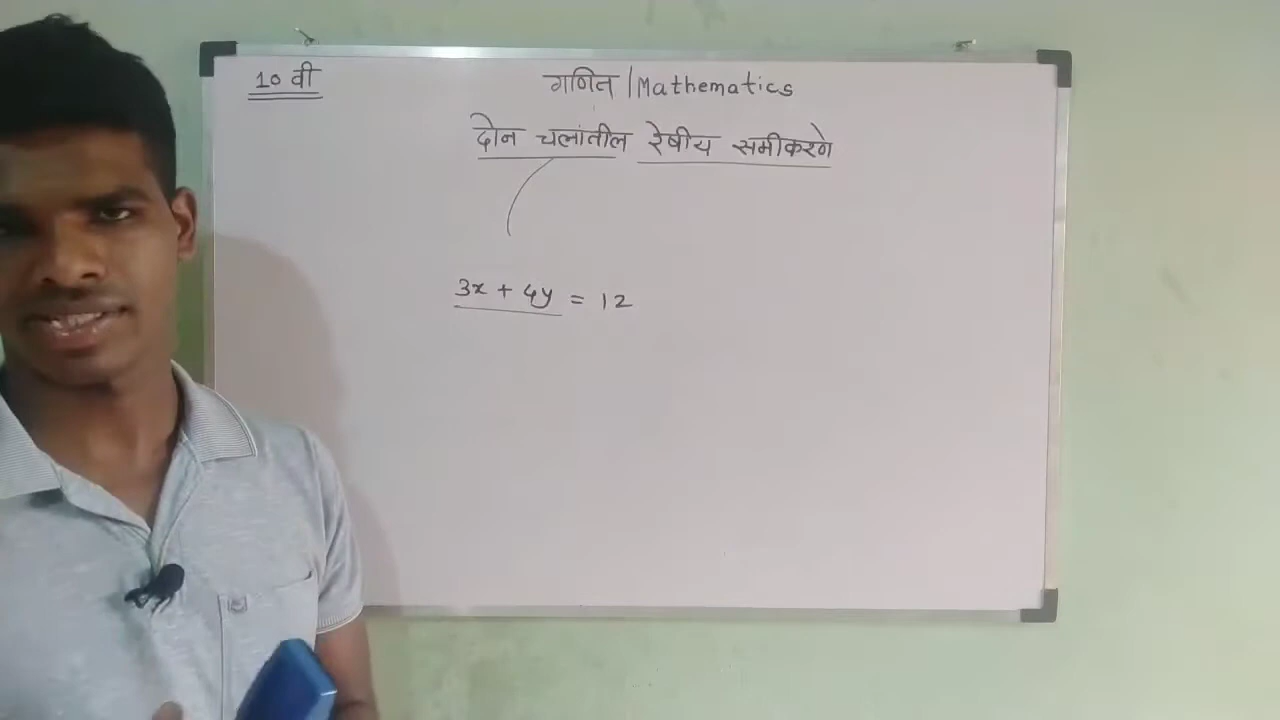 10 वी
गणित | Mathematics
दोन चलांतील रेषीय समीकरणे
3x + 4y = 12